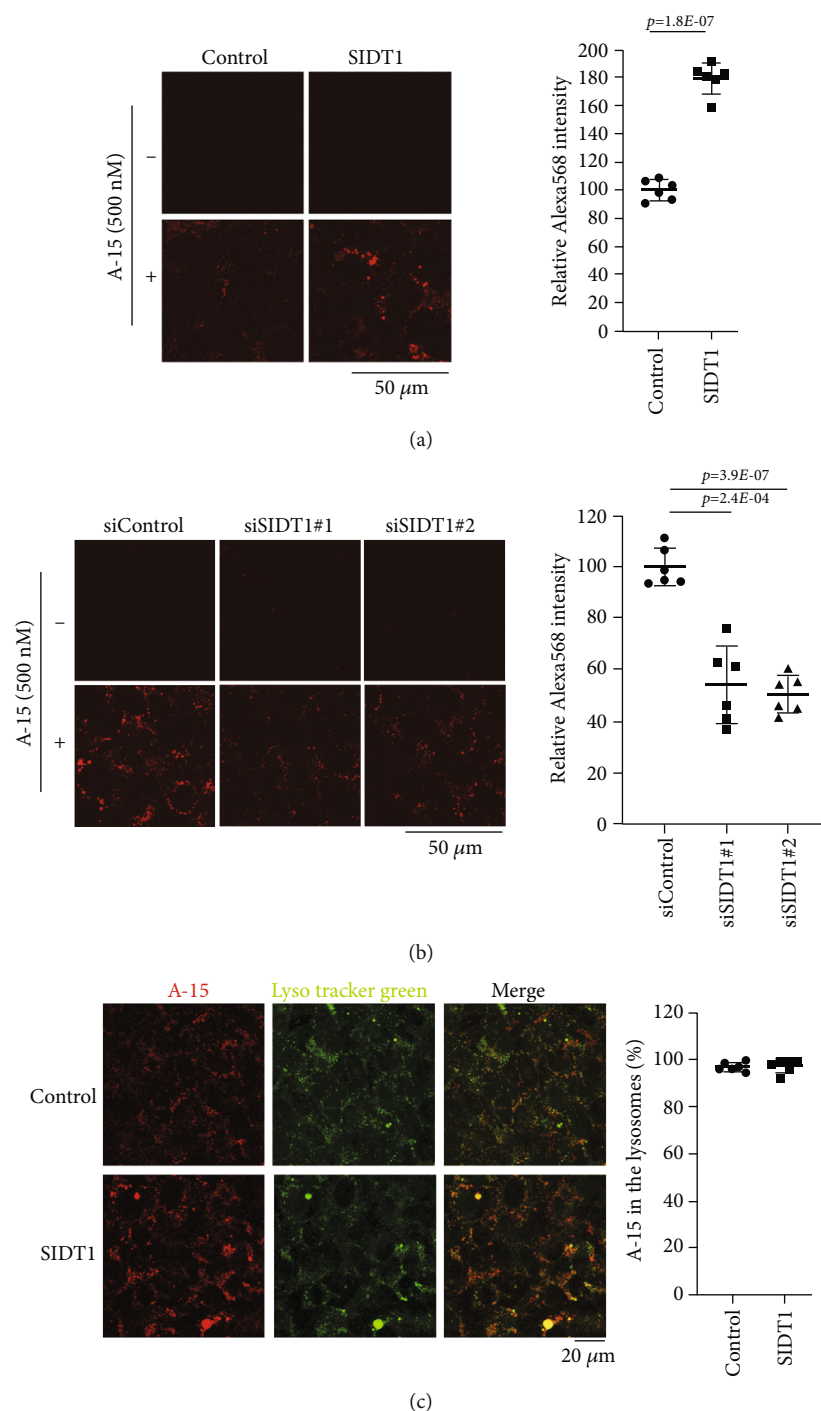 Control SIDT1
A-15 (500 nM)
−
+
50 μm
p=1.8E-07
Relative Alexa568 intensity
200
180
160
140
120
100
80
60
40
20
0
Control
SIDT1
(a)
siControl siSIDT1#1 siSIDT1#2
A-15 (500 nM)
−
+
50 μm
p=3.9E-07
p=2.4E-04
Relative Alexa568 intensity
120
100
80
60
40
20
0
siControl
siSIDT1#1
siSIDT1#2
(b)
A-15 Lyso tracker green Merge
Control
SIDT1
20 μm
A-15 in the lysosomes (%)
120
100
80
60
40
20
0
Control
SIDT1
(c)